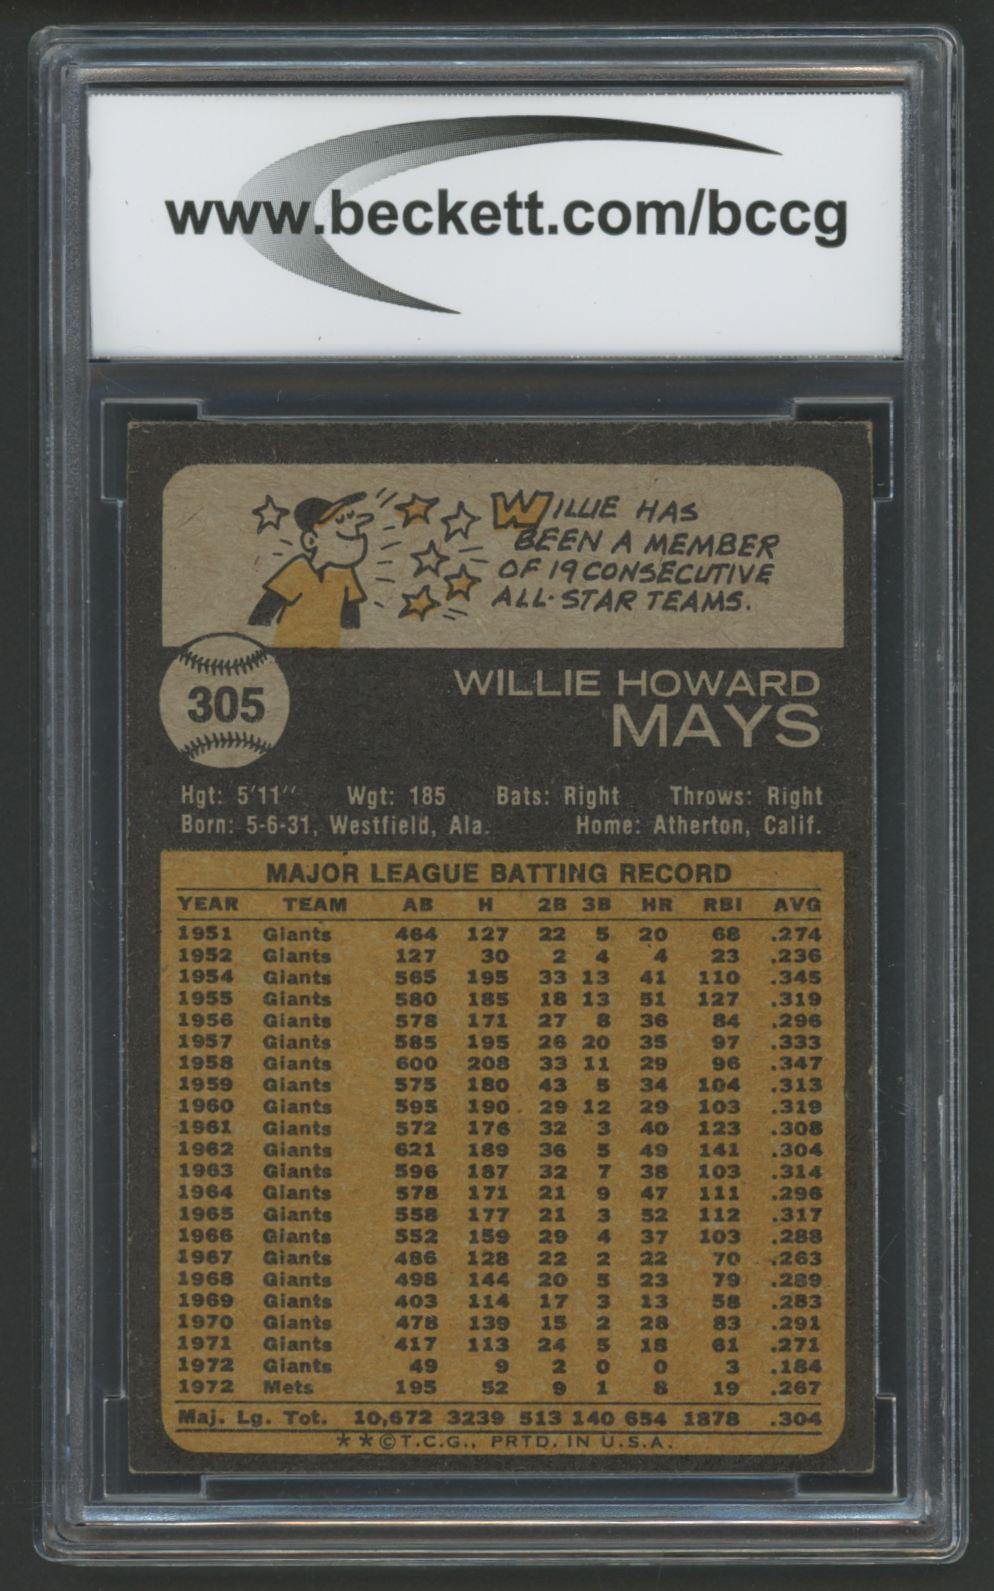 www.beckett.com/bccg
WILLIE HAS
BEEN A MEMBER
OF 19 CONSECUTIVE
ALL-STAR TEAMS.
305
WILLIE HOWARD
MAYS
Hgt: 5'11" Wgt: 185 Bats: Right Throws: Right
Born: 5-6-31, Westfield, Ala. Home: Atherton, Calif.
MAJOR LEAGUE BATTING RECORD
YEAR TEAM AB H 2B 3B HR RBI AVG
1951 Giants 464 127 22 5 20 68 .274
1952 Giants 127 30 2 4 4 23 .236
1954 Giants 565 195 33 13 41 110 .345
1955 Giants 580 185 18 13 51 127 .319
1956 Giants 578 171 27 8 36 84 .296
1957 Giants 585 195 26 20 35 97 .333
1958 Giants 600 208 33 11 29 96 .347
1959 Giants 575 180 43 5 34 104 .313
1960 Giants 595 190 29 12 29 103 .319
1961 Giants 572 176 32 3 40 123 .308
1962 Giants 621 189 36 5 49 141 .304
1963 Giants 596 187 32 7 38 103 .314
1964 Giants 578 171 21 9 47 111 .296
1965 Giants 558 177 21 3 52 112 .317
1966 Giants 552 159 29 4 37 103 .288
1967 Giants 486 128 22 2 22 70 .263
1968 Giants 498 144 20 5 23 79 .289
1969 Giants 403 114 17 3 13 58 .283
1970 Giants 478 139 15 2 28 83 .291
1971 Giants 417 113 24 5 18 61 .271
1972 Giants 49 9 2 0 0 3 .184
1972 Mets 195 52 9 1 8 19 .267
Maj. Lg. Tot. 10,672 3239 513 140 654 1878 .304
**©T.C.G., PRTD. IN U.S.A.